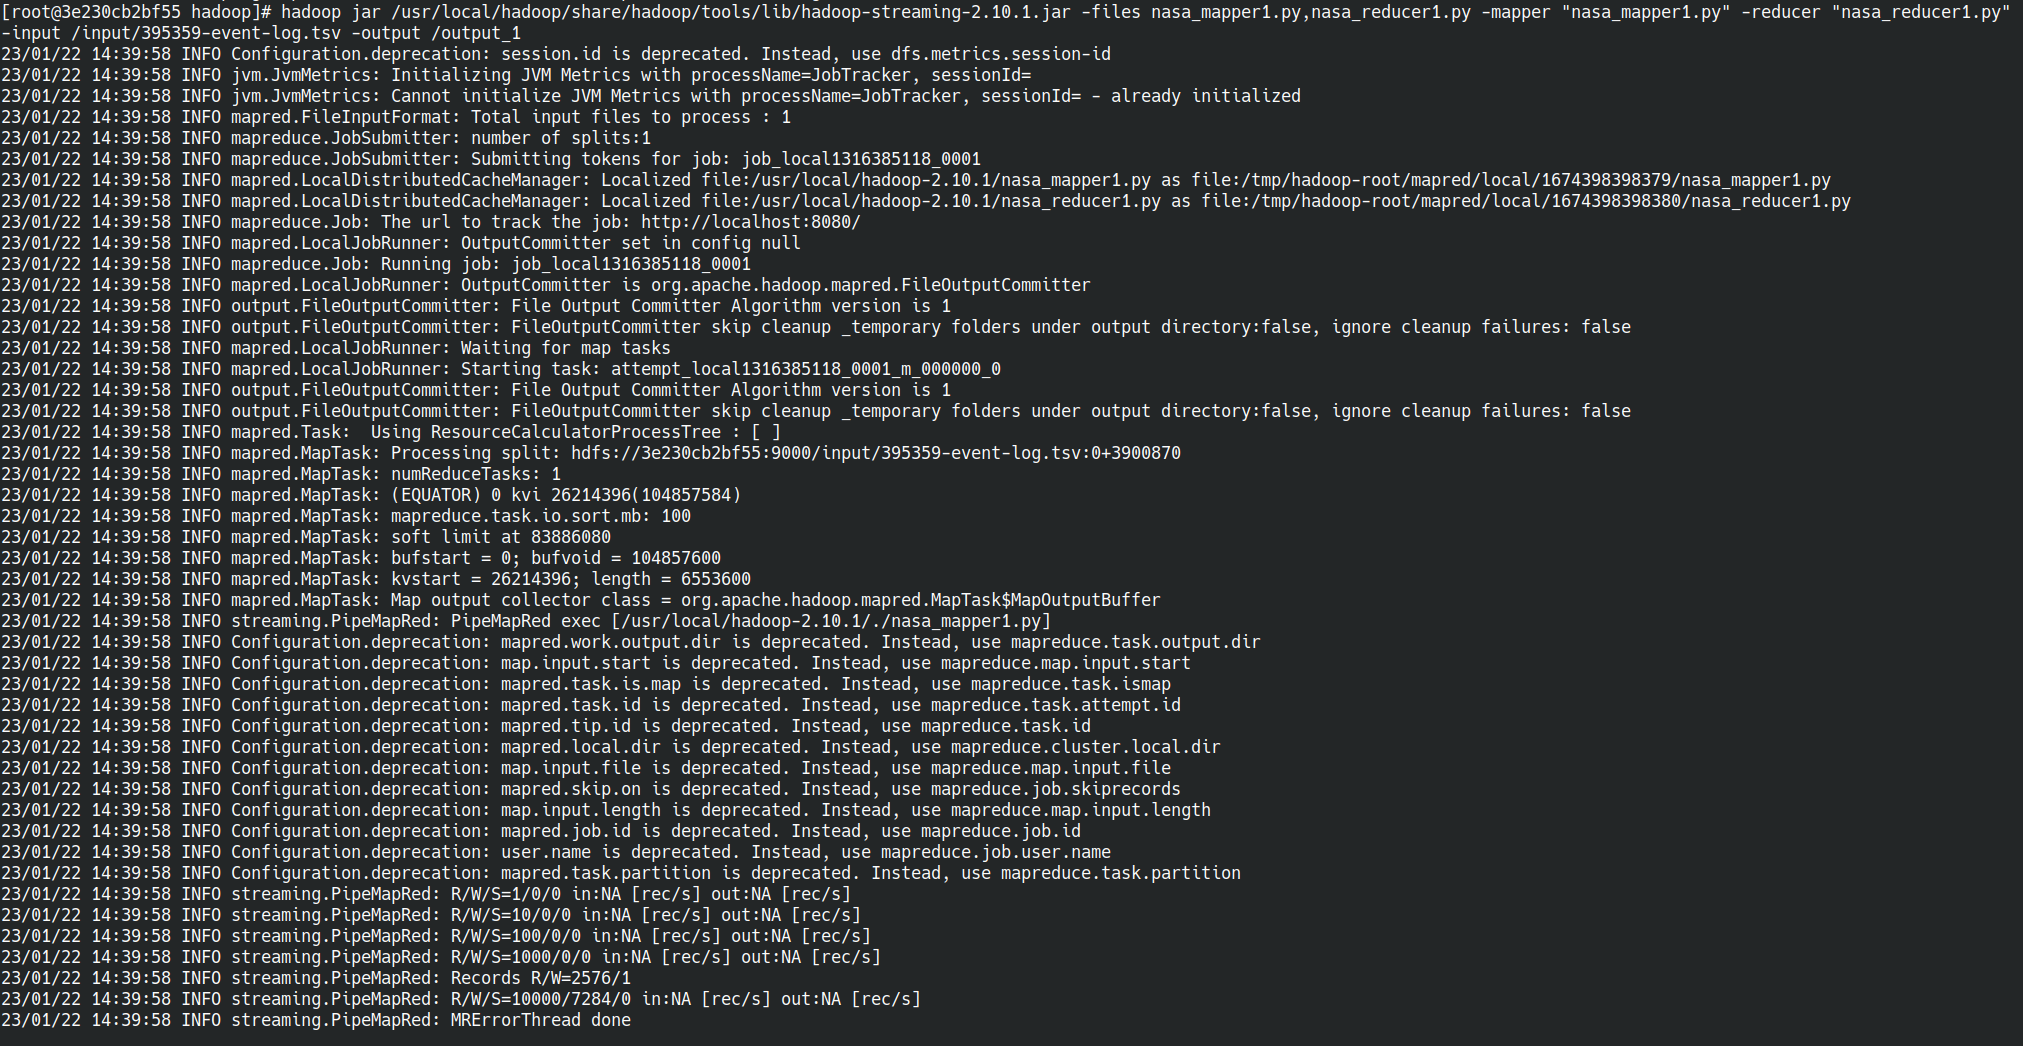 [root@3e230cb2bf55 hadoop]# hadoop jar /usr/local/hadoop/share/hadoop/tools/lib/hadoop-streaming-2.10.1.jar -files nasa_mapper1.py,nasa_reducer1.py -mapper "nasa_mapper1.py" -reducer "nasa_reducer1.py"
-input /input/395359-event-log.tsv -output /output_1
23/01/22 14:39:58 INFO Configuration.deprecation: session.id is deprecated. Instead, use dfs.metrics.session-id
23/01/22 14:39:58 INFO jvm.JvmMetrics: Initializing JVM Metrics with processName=JobTracker, sessionId=
23/01/22 14:39:58 INFO jvm.JvmMetrics: Cannot initialize JVM Metrics with processName=JobTracker, sessionId= - already initialized
23/01/22 14:39:58 INFO mapred.FileInputFormat: Total input files to process : 1
23/01/22 14:39:58 INFO mapreduce.JobSubmitter: number of splits:1
23/01/22 14:39:58 INFO mapreduce.JobSubmitter: Submitting tokens for job: job_local1316385118_0001
23/01/22 14:39:58 INFO mapred.LocalDistributedCacheManager: Localized file:/usr/local/hadoop-2.10.1/nasa_mapper1.py as file:/tmp/hadoop-root/mapred/local/1674398398379/nasa_mapper1.py
23/01/22 14:39:58 INFO mapred.LocalDistributedCacheManager: Localized file:/usr/local/hadoop-2.10.1/nasa_reducer1.py as file:/tmp/hadoop-root/mapred/local/1674398398380/nasa_reducer1.py
23/01/22 14:39:58 INFO mapreduce.Job: The url to track the job: http://localhost:8080/
23/01/22 14:39:58 INFO mapred.LocalJobRunner: OutputCommitter set in config null
23/01/22 14:39:58 INFO mapreduce.Job: Running job: job_local1316385118_0001
23/01/22 14:39:58 INFO mapred.LocalJobRunner: OutputCommitter is org.apache.hadoop.mapred.FileOutputCommitter
23/01/22 14:39:58 INFO output.FileOutputCommitter: File Output Committer Algorithm version is 1
23/01/22 14:39:58 INFO output.FileOutputCommitter: FileOutputCommitter skip cleanup _temporary folders under output directory:false, ignore cleanup failures: false
23/01/22 14:39:58 INFO mapred.LocalJobRunner: Waiting for map tasks
23/01/22 14:39:58 INFO mapred.LocalJobRunner: Starting task: attempt_local1316385118_0001_m_000000_0
23/01/22 14:39:58 INFO output.FileOutputCommitter: File Output Committer Algorithm version is 1
23/01/22 14:39:58 INFO output.FileOutputCommitter: FileOutputCommitter skip cleanup _temporary folders under output directory:false, ignore cleanup failures: false
23/01/22 14:39:58 INFO mapred.Task:  Using ResourceCalculatorProcessTree : [ ]
23/01/22 14:39:58 INFO mapred.MapTask: Processing split: hdfs://3e230cb2bf55:9000/input/395359-event-log.tsv:0+3900870
23/01/22 14:39:58 INFO mapred.MapTask: numReduceTasks: 1
23/01/22 14:39:58 INFO mapred.MapTask: (EQUATOR) 0 kvi 26214396(104857584)
23/01/22 14:39:58 INFO mapred.MapTask: mapreduce.task.io.sort.mb: 100
23/01/22 14:39:58 INFO mapred.MapTask: soft limit at 83886080
23/01/22 14:39:58 INFO mapred.MapTask: bufstart = 0; bufvoid = 104857600
23/01/22 14:39:58 INFO mapred.MapTask: kvstart = 26214396; length = 6553600
23/01/22 14:39:58 INFO mapred.MapTask: Map output collector class = org.apache.hadoop.mapred.MapTask$MapOutputBuffer
23/01/22 14:39:58 INFO streaming.PipeMapRed: PipeMapRed exec [/usr/local/hadoop-2.10.1/./nasa_mapper1.py]
23/01/22 14:39:58 INFO Configuration.deprecation: mapred.work.output.dir is deprecated. Instead, use mapreduce.task.output.dir
23/01/22 14:39:58 INFO Configuration.deprecation: map.input.start is deprecated. Instead, use mapreduce.map.input.start
23/01/22 14:39:58 INFO Configuration.deprecation: mapred.task.is.map is deprecated. Instead, use mapreduce.task.ismap
23/01/22 14:39:58 INFO Configuration.deprecation: mapred.task.id is deprecated. Instead, use mapreduce.task.attempt.id
23/01/22 14:39:58 INFO Configuration.deprecation: mapred.tip.id is deprecated. Instead, use mapreduce.task.id
23/01/22 14:39:58 INFO Configuration.deprecation: mapred.local.dir is deprecated. Instead, use mapreduce.cluster.local.dir
23/01/22 14:39:58 INFO Configuration.deprecation: map.input.file is deprecated. Instead, use mapreduce.map.input.file
23/01/22 14:39:58 INFO Configuration.deprecation: mapred.skip.on is deprecated. Instead, use mapreduce.job.skiprecords
23/01/22 14:39:58 INFO Configuration.deprecation: map.input.length is deprecated. Instead, use mapreduce.map.input.length
23/01/22 14:39:58 INFO Configuration.deprecation: mapred.job.id is deprecated. Instead, use mapreduce.job.id
23/01/22 14:39:58 INFO Configuration.deprecation: user.name is deprecated. Instead, use mapreduce.job.user.name
23/01/22 14:39:58 INFO Configuration.deprecation: mapred.task.partition is deprecated. Instead, use mapreduce.task.partition
23/01/22 14:39:58 INFO streaming.PipeMapRed: R/W/S=1/0/0 in:NA [rec/s] out:NA [rec/s]
23/01/22 14:39:58 INFO streaming.PipeMapRed: R/W/S=10/0/0 in:NA [rec/s] out:NA [rec/s]
23/01/22 14:39:58 INFO streaming.PipeMapRed: R/W/S=100/0/0 in:NA [rec/s] out:NA [rec/s]
23/01/22 14:39:58 INFO streaming.PipeMapRed: R/W/S=1000/0/0 in:NA [rec/s] out:NA [rec/s]
23/01/22 14:39:58 INFO streaming.PipeMapRed: Records R/W=2576/1
23/01/22 14:39:58 INFO streaming.PipeMapRed: R/W/S=10000/7284/0 in:NA [rec/s] out:NA [rec/s]
23/01/22 14:39:58 INFO streaming.PipeMapRed: MRErrorThread done